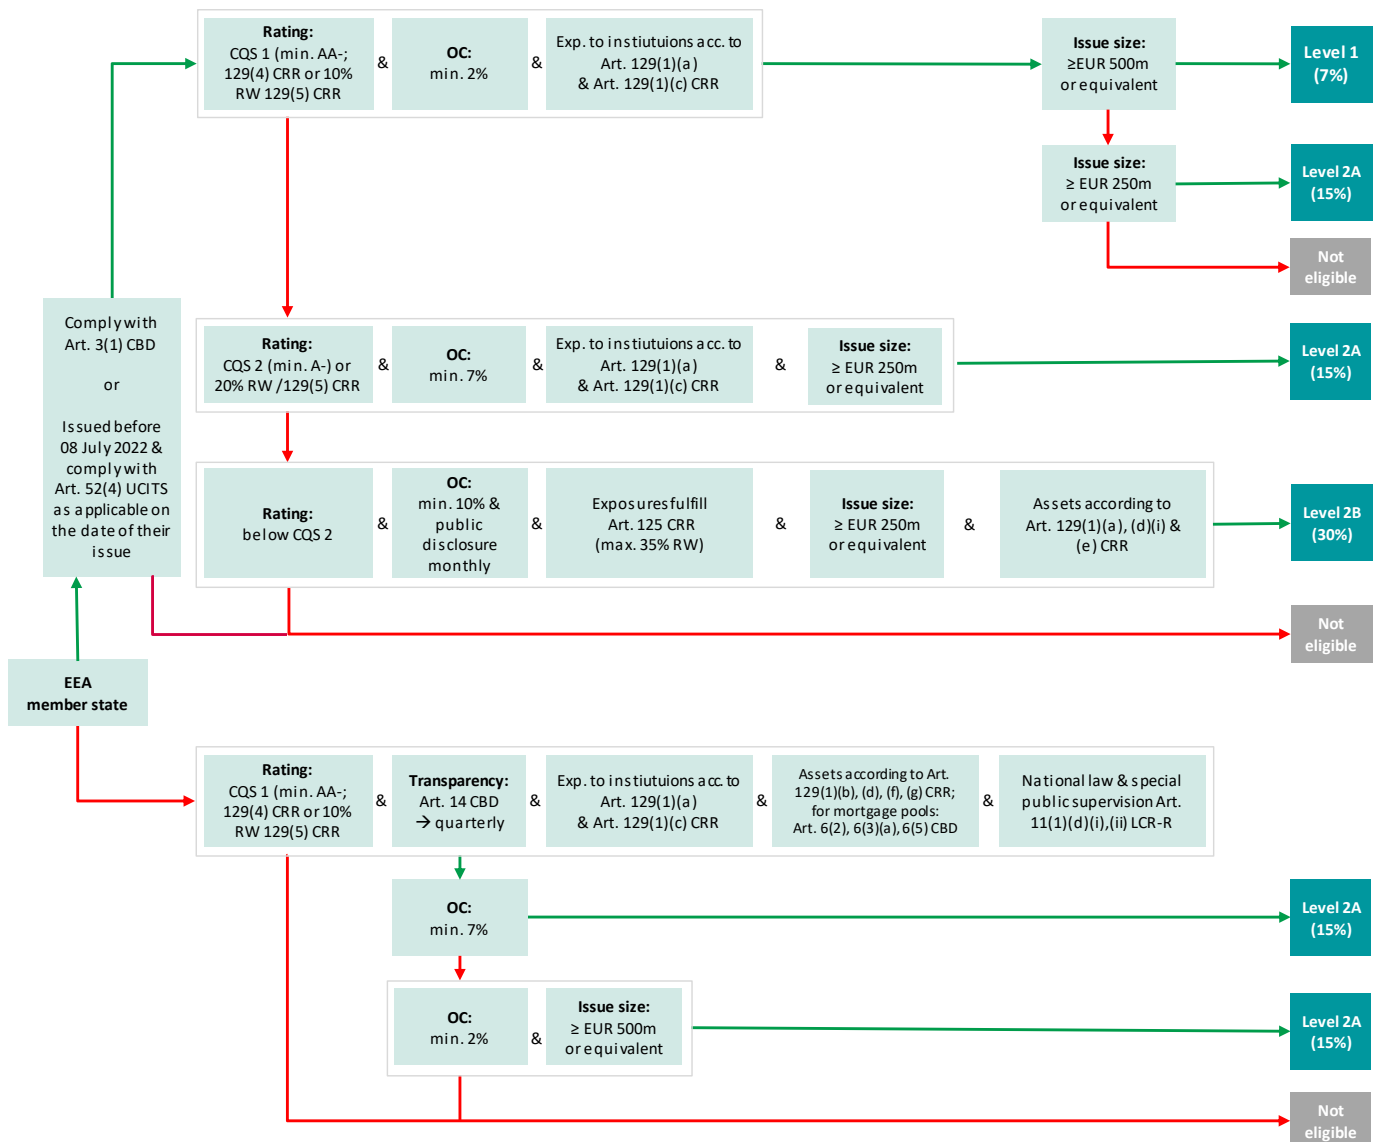 Rating:
CQS 1 (min. AA-;
129(4) CRR or 10%
RW 129(5) CRR
&
OC:
min. 2%
&
Exp. to instiutuions acc. to
Art. 129(1)(a)
& Art. 129(1)(c) CRR
Issue size:
≥EUR 500m
or equivalent
Level 1
(7%)
Issue size:
≥ EUR 250m
or equivalent
Level 2A
(15%)
Not
eligible
Comply with
Art. 3(1) CBD
or
Issued before
08 July 2022 &
comply with
Art. 52(4) UCITS
as applicable on
the date of their
issue
Rating:
CQS 2 (min. A-) or
20% RW /129(5) CRR
&
OC:
min. 7%
&
Exp. to instiutuions acc. to
Art. 129(1)(a)
& Art. 129(1)(c) CRR
&
Issue size:
≥ EUR 250m
or equivalent
Level 2A
(15%)
Rating:
below CQS 2
&
OC:
min. 10% &
public
disclosure
monthly
&
Exposures fulfill
Art. 125 CRR
(max. 35% RW)
&
Issue size:
≥ EUR 250m
or equivalent
&
Assets according to
Art. 129(1)(a), (d)(i) &
(e) CRR
Level 2B
(30%)
Not
eligible
EEA
member state
Rating:
CQS 1 (min. AA-;
129(4) CRR or 10%
RW 129(5) CRR
&
Transparency:
Art. 14 CBD
→ quarterly
&
Exp. to instiutuions acc. to
Art. 129(1)(a)
& Art. 129(1)(c) CRR
&
Assets according to Art.
129(1)(b), (d), (f), (g) CRR;
for mortgage pools:
Art. 6(2), 6(3)(a), 6(5) CBD
&
National law & special
public supervision Art.
11(1)(d)(i),(ii) LCR-R
OC:
min. 7%
Level 2A
(15%)
OC:
min. 2%
&
Issue size:
≥ EUR 500m
or equivalent
Level 2A
(15%)
Not
eligible